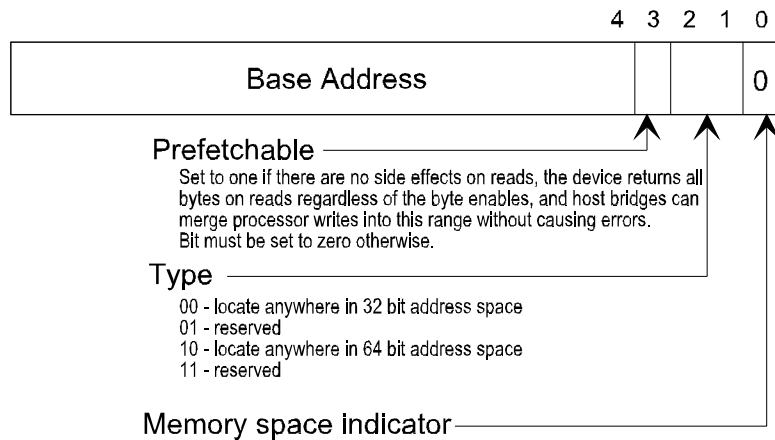 4 3 2 1 0
Base Address 0
Prefetchable
Set to one if there are no side effects on reads, the device returns all
bytes on reads regardless of the byte enables, and host bridges can
merge processor writes into this range without causing errors.
Bit must be set to zero otherwise.
Type
00 - locate anywhere in 32 bit address space
01 - reserved
10 - locate anywhere in 64 bit address space
11 - reserved
Memory space indicator